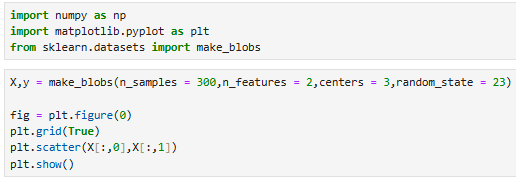 import numpy as np
import matplotlib.pyplot as plt
from sklearn.datasets import make_blobs
X,y = make_blobs(n_samples = 300,n_features = 2,centers = 3,random_state = 23)
fig = plt.figure(0)
plt.grid(True)
plt.scatter(X[:,0],X[:,1])
plt.show()